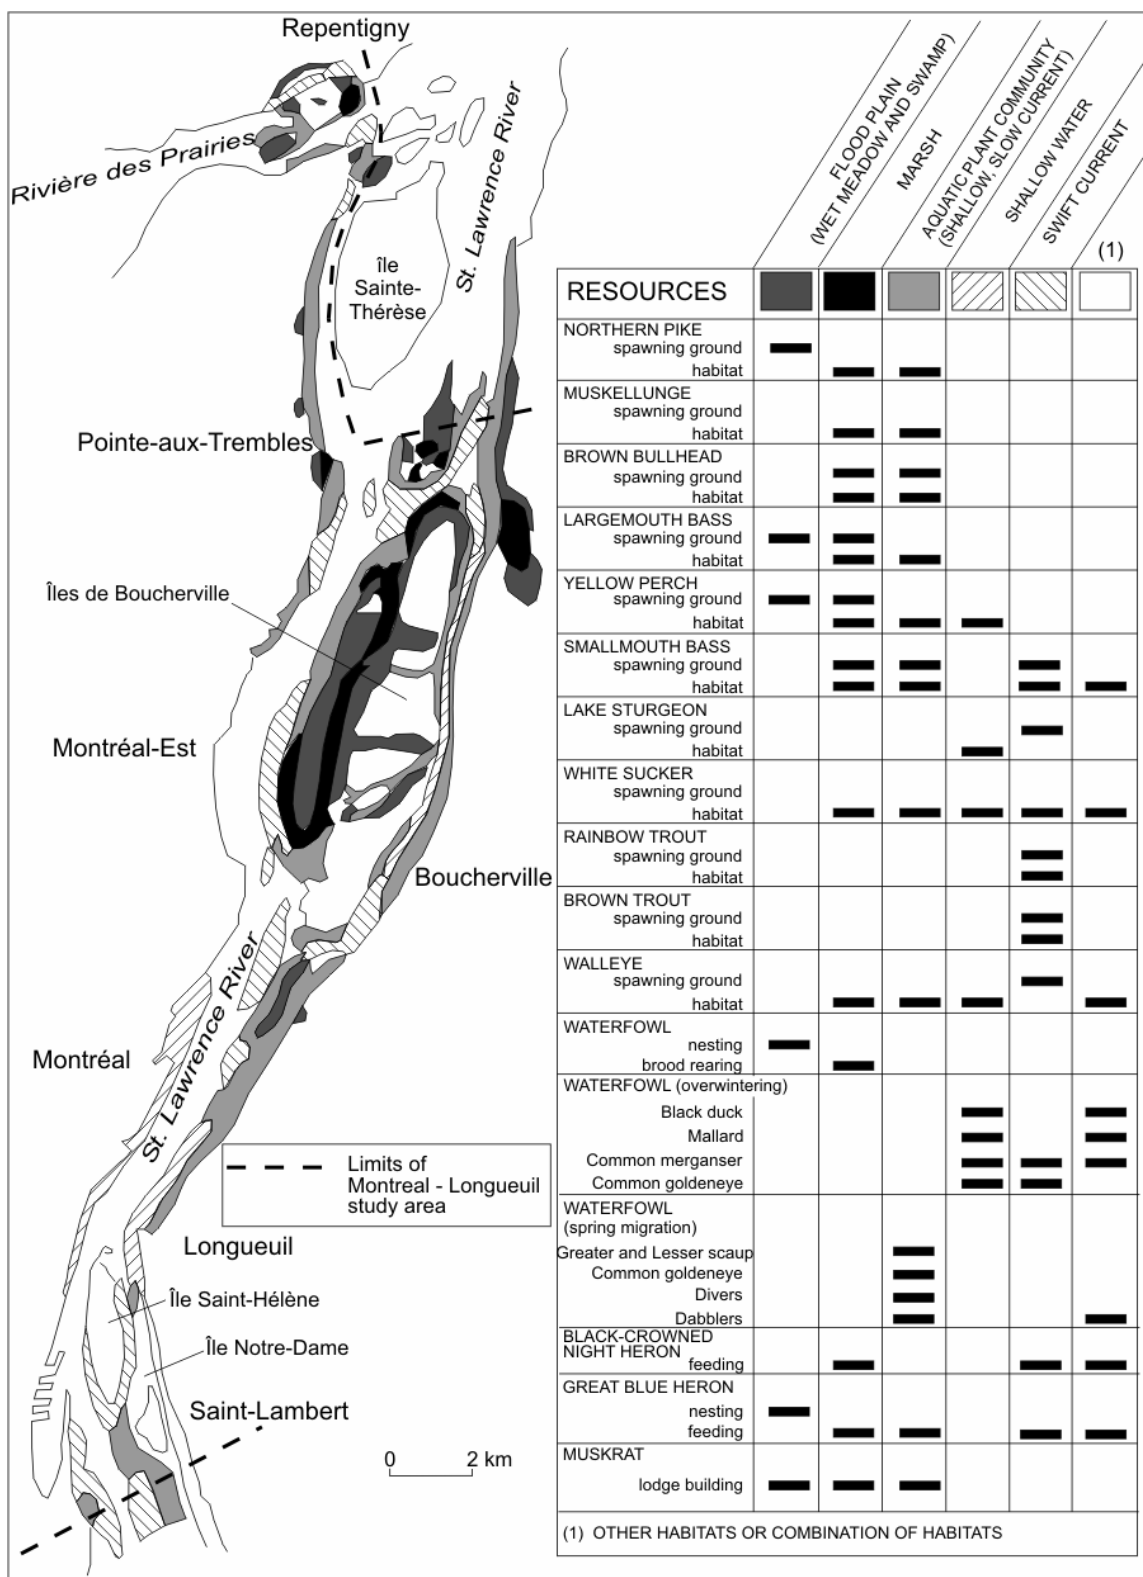 Repentigny
Rivière des Prairies
St. Lawrence River
île
Sainte-
Thérèse
Pointe-aux-Trembles
Îles de Boucherville
Montréal-Est
Boucherville
St. Lawrence River
Montréal
Limits of
Montreal - Longueuil
study area
Longueuil
Île Saint-Hélène
Île Notre-Dame
Saint-Lambert
0 2 km
FLOOD PLAIN
(WET MEADOW AND SWAMP)
MARSH
AQUATIC PLANT COMMUNITY
(SHALLOW, SLOW CURRENT)
SHALLOW WATER
SWIFT CURRENT
(1)
RESOURCES
NORTHERN PIKE
spawning ground
habitat
MUSKELLUNGE
spawning ground
habitat
BROWN BULLHEAD
spawning ground
habitat
LARGEMOUTH BASS
spawning ground
habitat
YELLOW PERCH
spawning ground
habitat
SMALLMOUTH BASS
spawning ground
habitat
LAKE STURGEON
spawning ground
habitat
WHITE SUCKER
spawning ground
habitat
RAINBOW TROUT
spawning ground
habitat
BROWN TROUT
spawning ground
habitat
WALLEYE
spawning ground
habitat
WATERFOWL
nesting
brood rearing
WATERFOWL (overwintering)
Black duck
Mallard
Common merganser
Common goldeneye
WATERFOWL
(spring migration)
Greater and Lesser scaup
Common goldeneye
Divers
Dabblers
BLACK-CROWNED
NIGHT HERON
feeding
GREAT BLUE HERON
nesting
feeding
MUSKRAT
lodge building
(1) OTHER HABITATS OR COMBINATION OF HABITATS